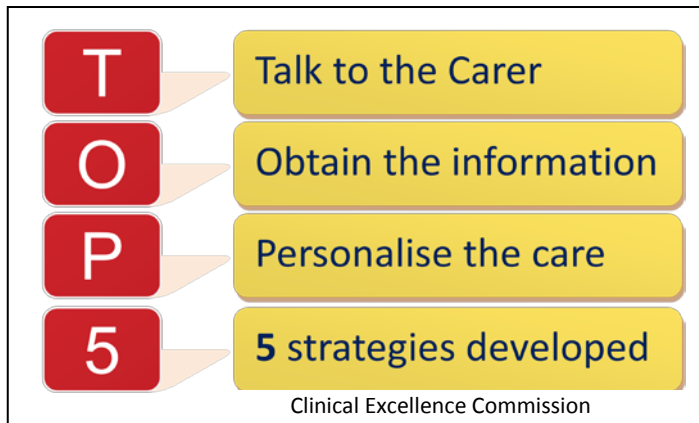 T Talk to the Carer
O Obtain the information
P Personalise the care
5 5 strategies developed
Clinical Excellence Commission